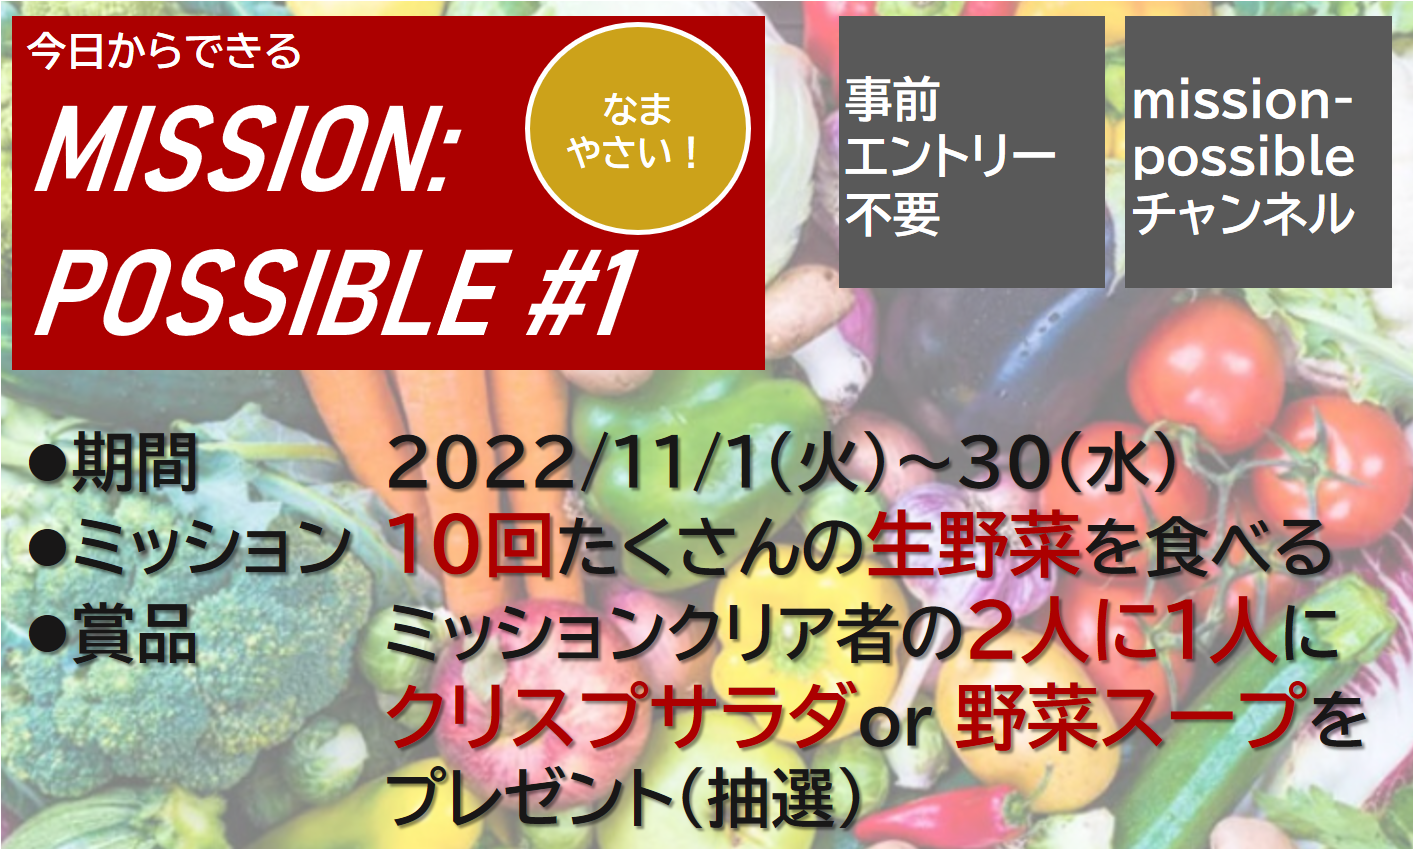 今日からできる
MISSION:
POSSIBLE #1
なま
やさい！
事前
エントリー
不要
mission-
possible
チャンネル
●期間 2022/11/1（火）～30（水）
●ミッション 10回たくさんの生野菜を食べる
●賞品 ミッションクリア者の2人に1人に
クリスプサラダor 野菜スープを
プレゼント（抽選）